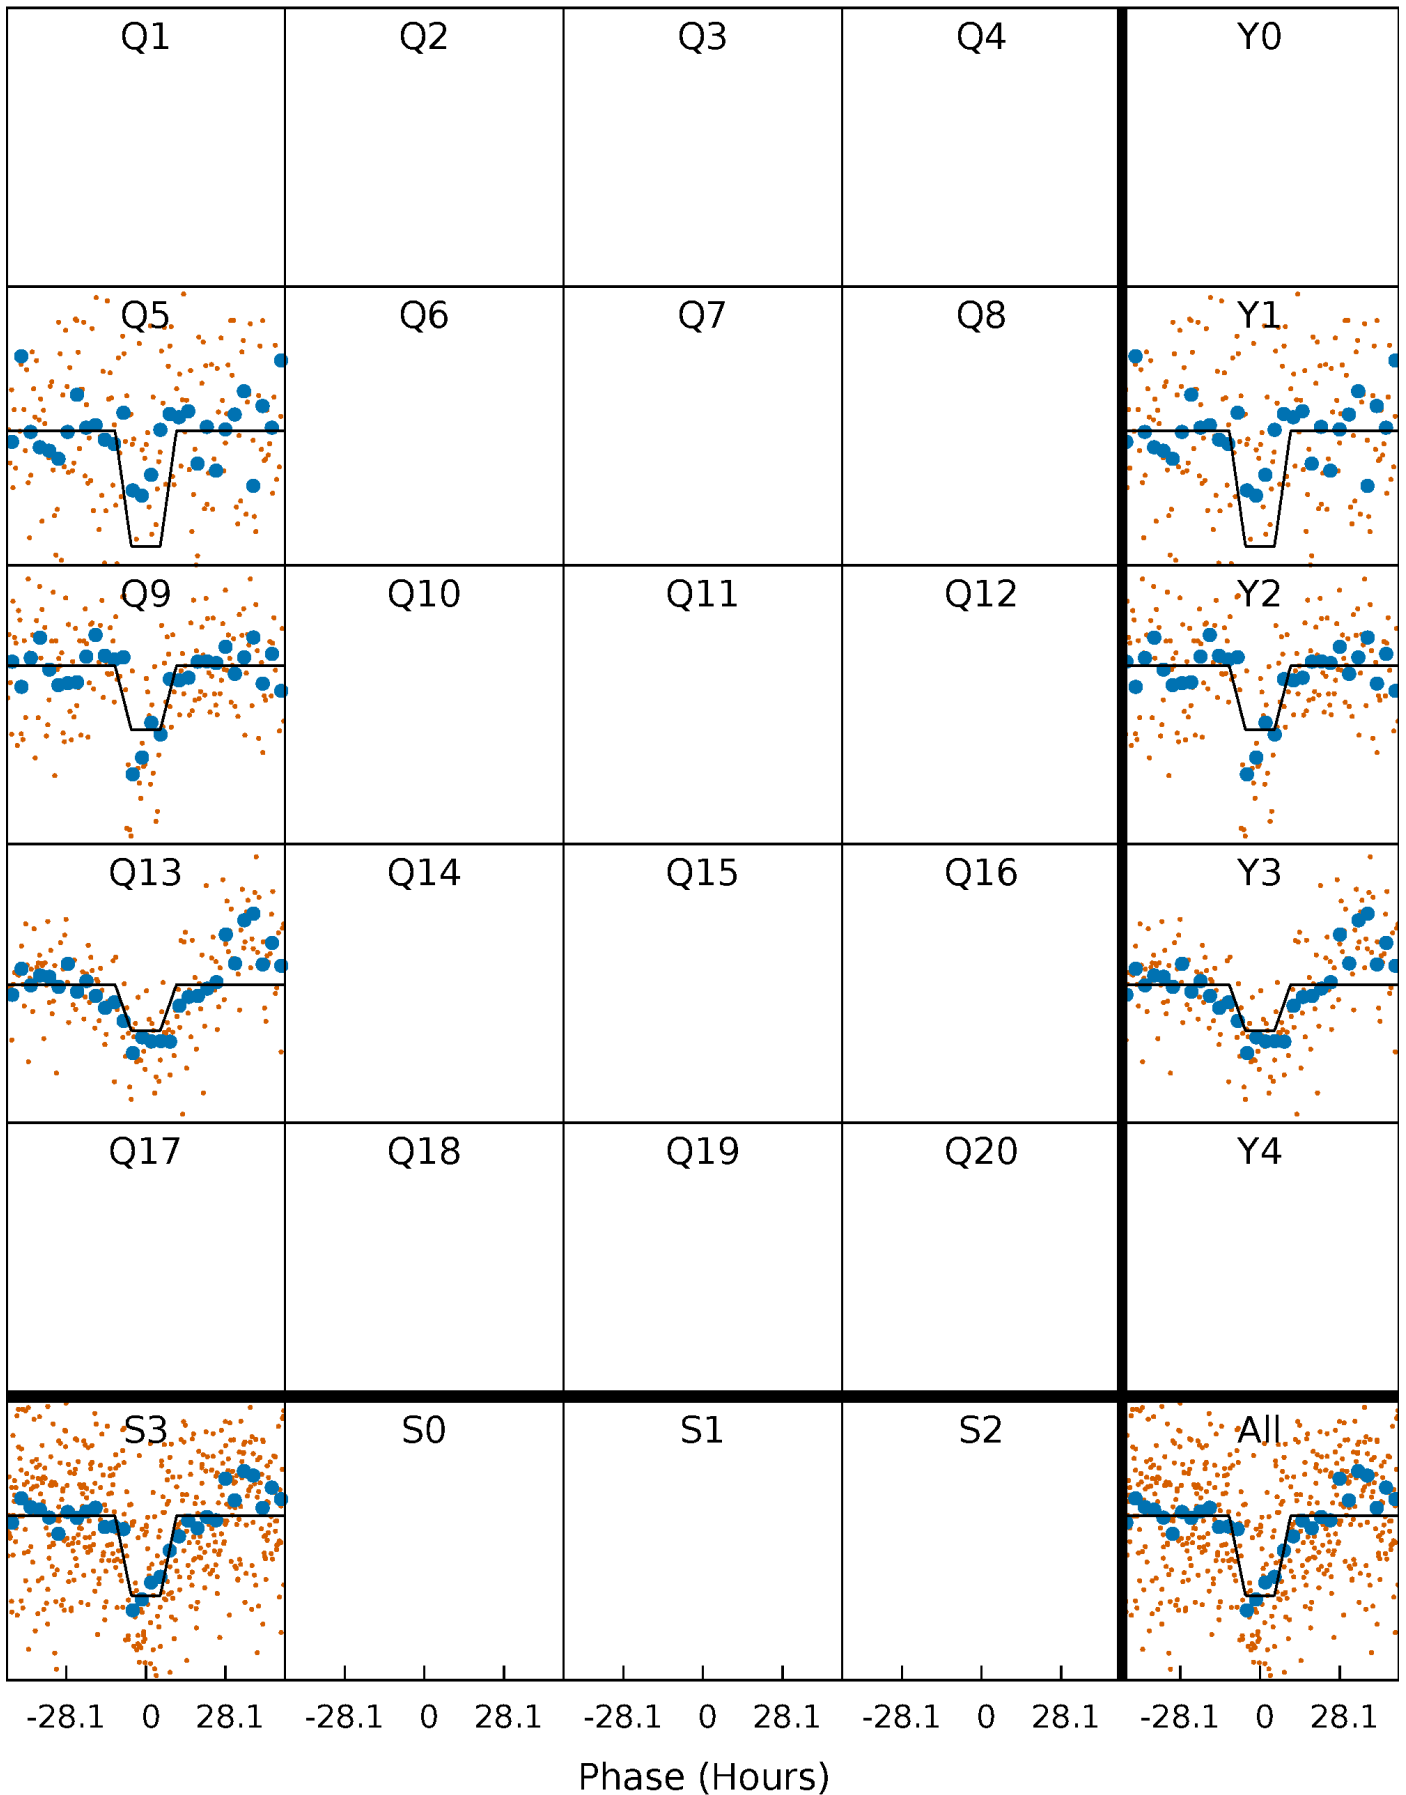 Q1 Q2 Q3 Q4 Y0
Q5 Q6 Q7 Q8 Y1
Q9 Q10 Q11 Q12 Y2
Q13 Q14 Q15 Q16 Y3
Q17 Q18 Q19 Q20 Y4
S3 S0 S1 S2 All
-28.1 0 28.1 -28.1 0 28.1 -28.1 0 28.1 -28.1 0 28.1 -28.1 0 28.1
Phase (Hours)